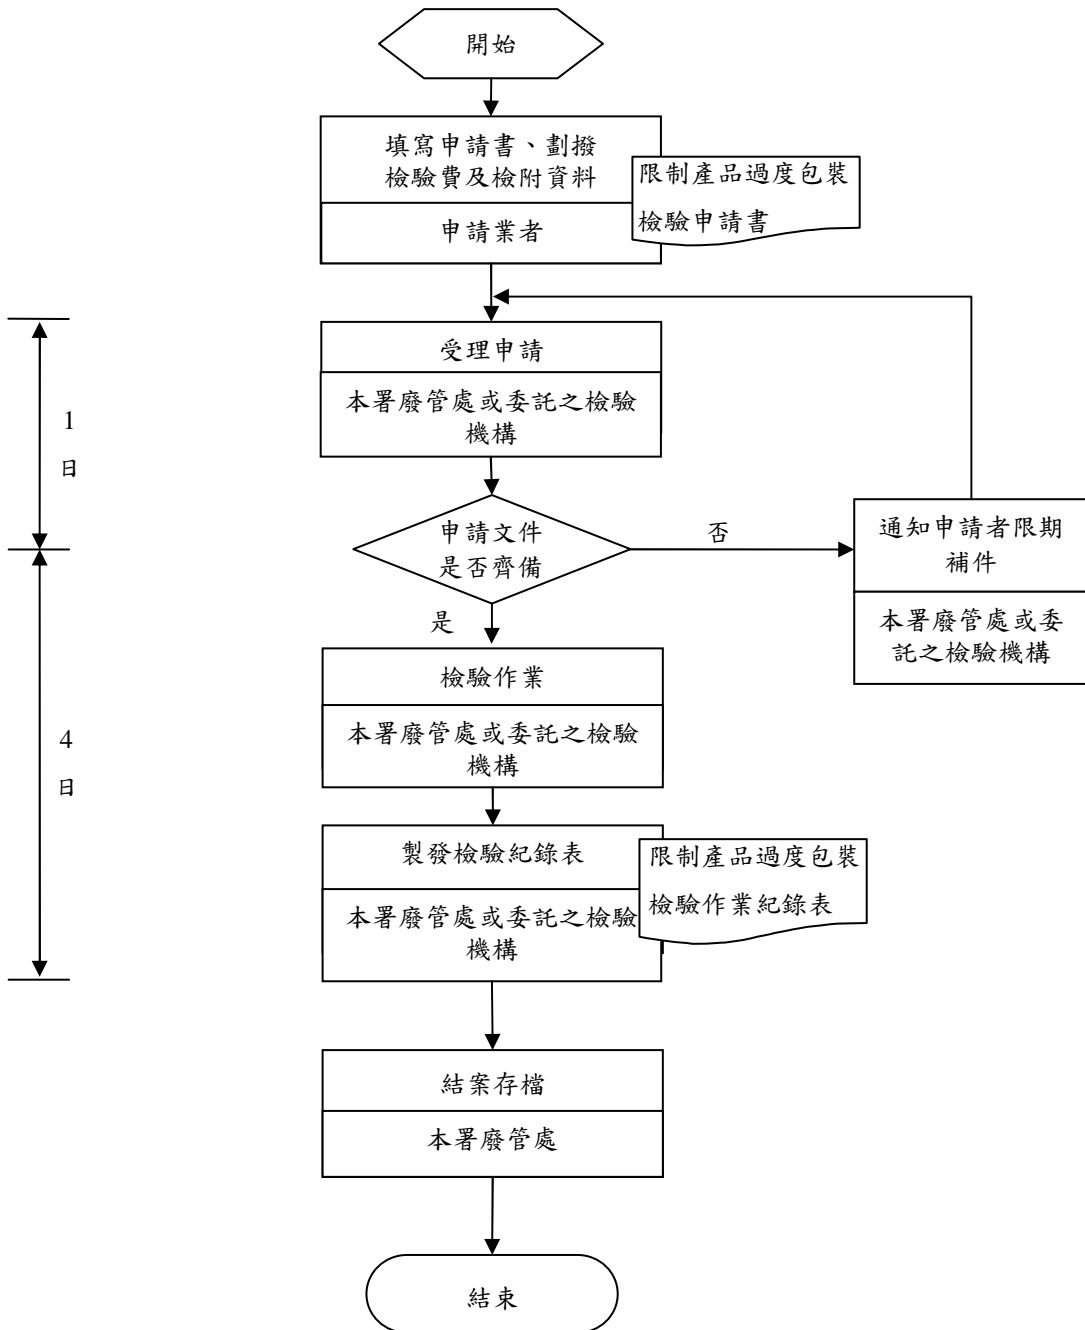 開始
填寫申請書、劃撥
檢驗費及檢附資料
申請業者
限制產品過度包裝
檢驗申請書
受理申請
本署廢管處或委託之檢驗
機構
1
日
申請文件
是否齊備
否
是
通知申請者限期
補件
本署廢管處或委
託之檢驗機構
檢驗作業
本署廢管處或委託之檢驗
機構
4
日
製發檢驗紀錄表
本署廢管處或委託之檢驗
機構
限制產品過度包裝
檢驗作業紀錄表
結案存檔
本署廢管處
結束